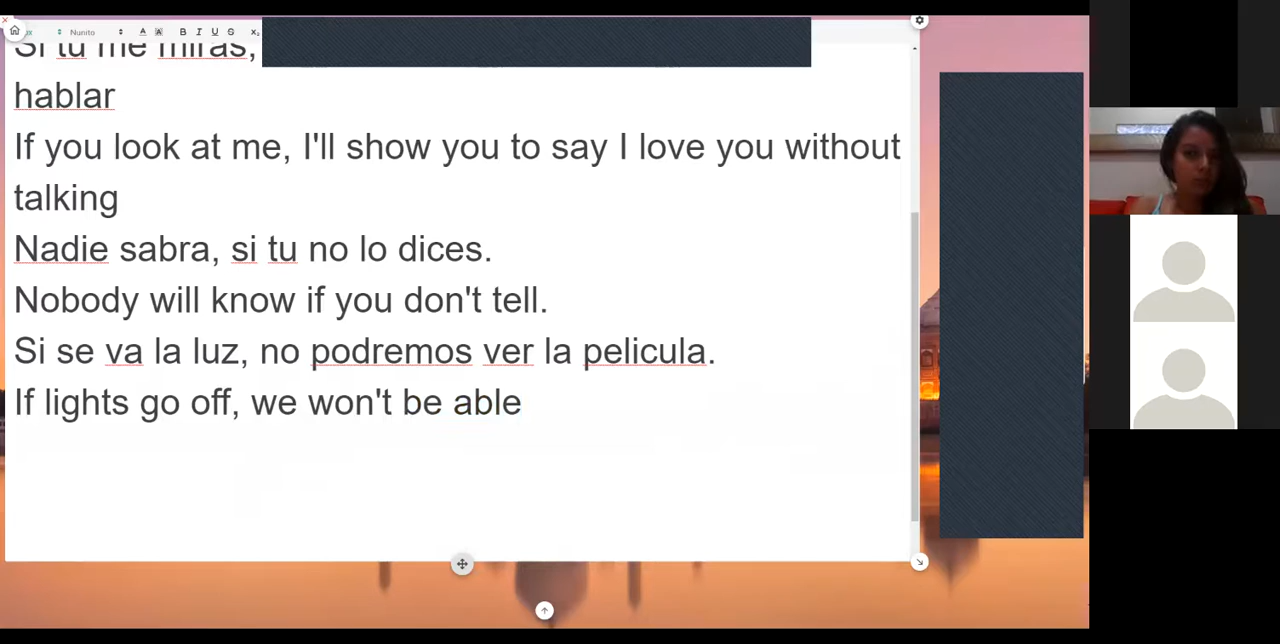 Nunito A A B I U S X₂
Si tu me miras,
hablar
If you look at me, I'll show you to say I love you without
talking
Nadie sabra, si tu no lo dices.
Nobody will know if you don't tell.
Si se va la luz, no podremos ver la pelicula.
If lights go off, we won't be able